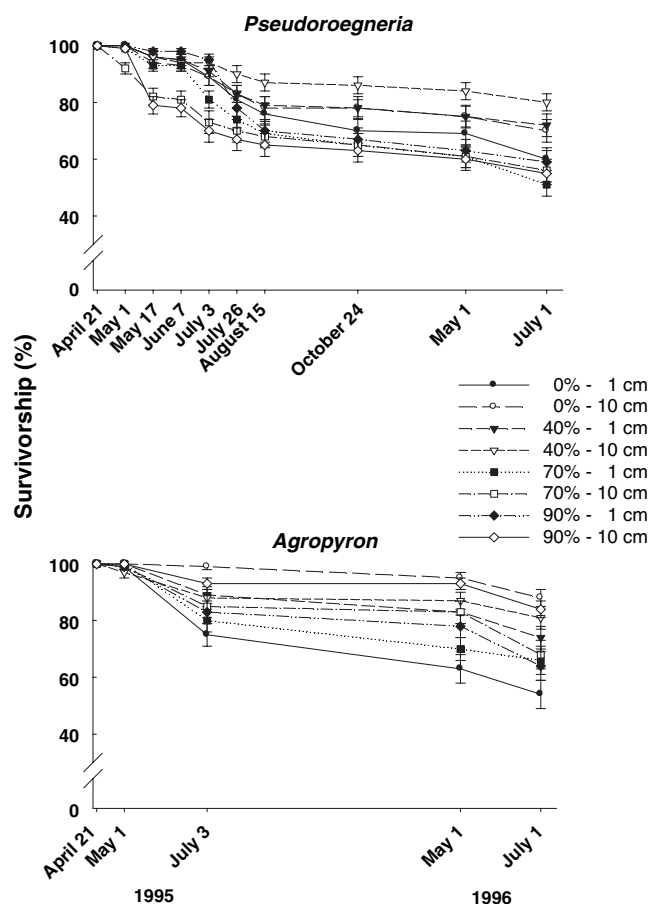 Pseudoroegneria
100
80
60
40
0
April 21
May 1
May 17
June 7
July 3
July 26
August 15
October 24
May 1
July 1
Survivorship (%)
0% - 1 cm
0% - 10 cm
40% - 1 cm
40% - 10 cm
70% - 1 cm
70% - 10 cm
90% - 1 cm
90% - 10 cm
Agropyron
100
80
60
40
0
April 21
May 1
July 3
May 1
July 1
1995
1996